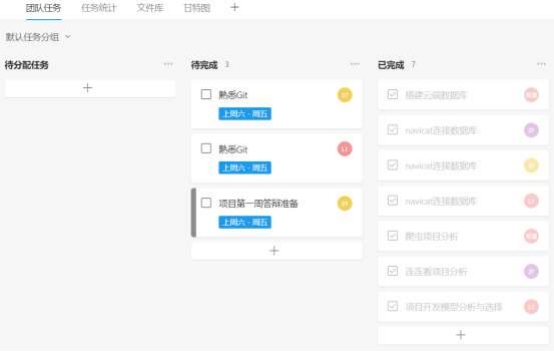 团队任务 任务统计 文件库 甘特图
默认任务分组
待分配任务
待完成 3
熟悉Git
上周六 - 周五
熟悉Git
上周六 - 周五
项目第一周答辩准备
上周六 - 周五
已完成 7
搭建云端数据库
navicat连接数据库
navicat连接数据库
navicat连接数据库
爬虫项目分析
连连看项目分析
项目开发模型分析与选择